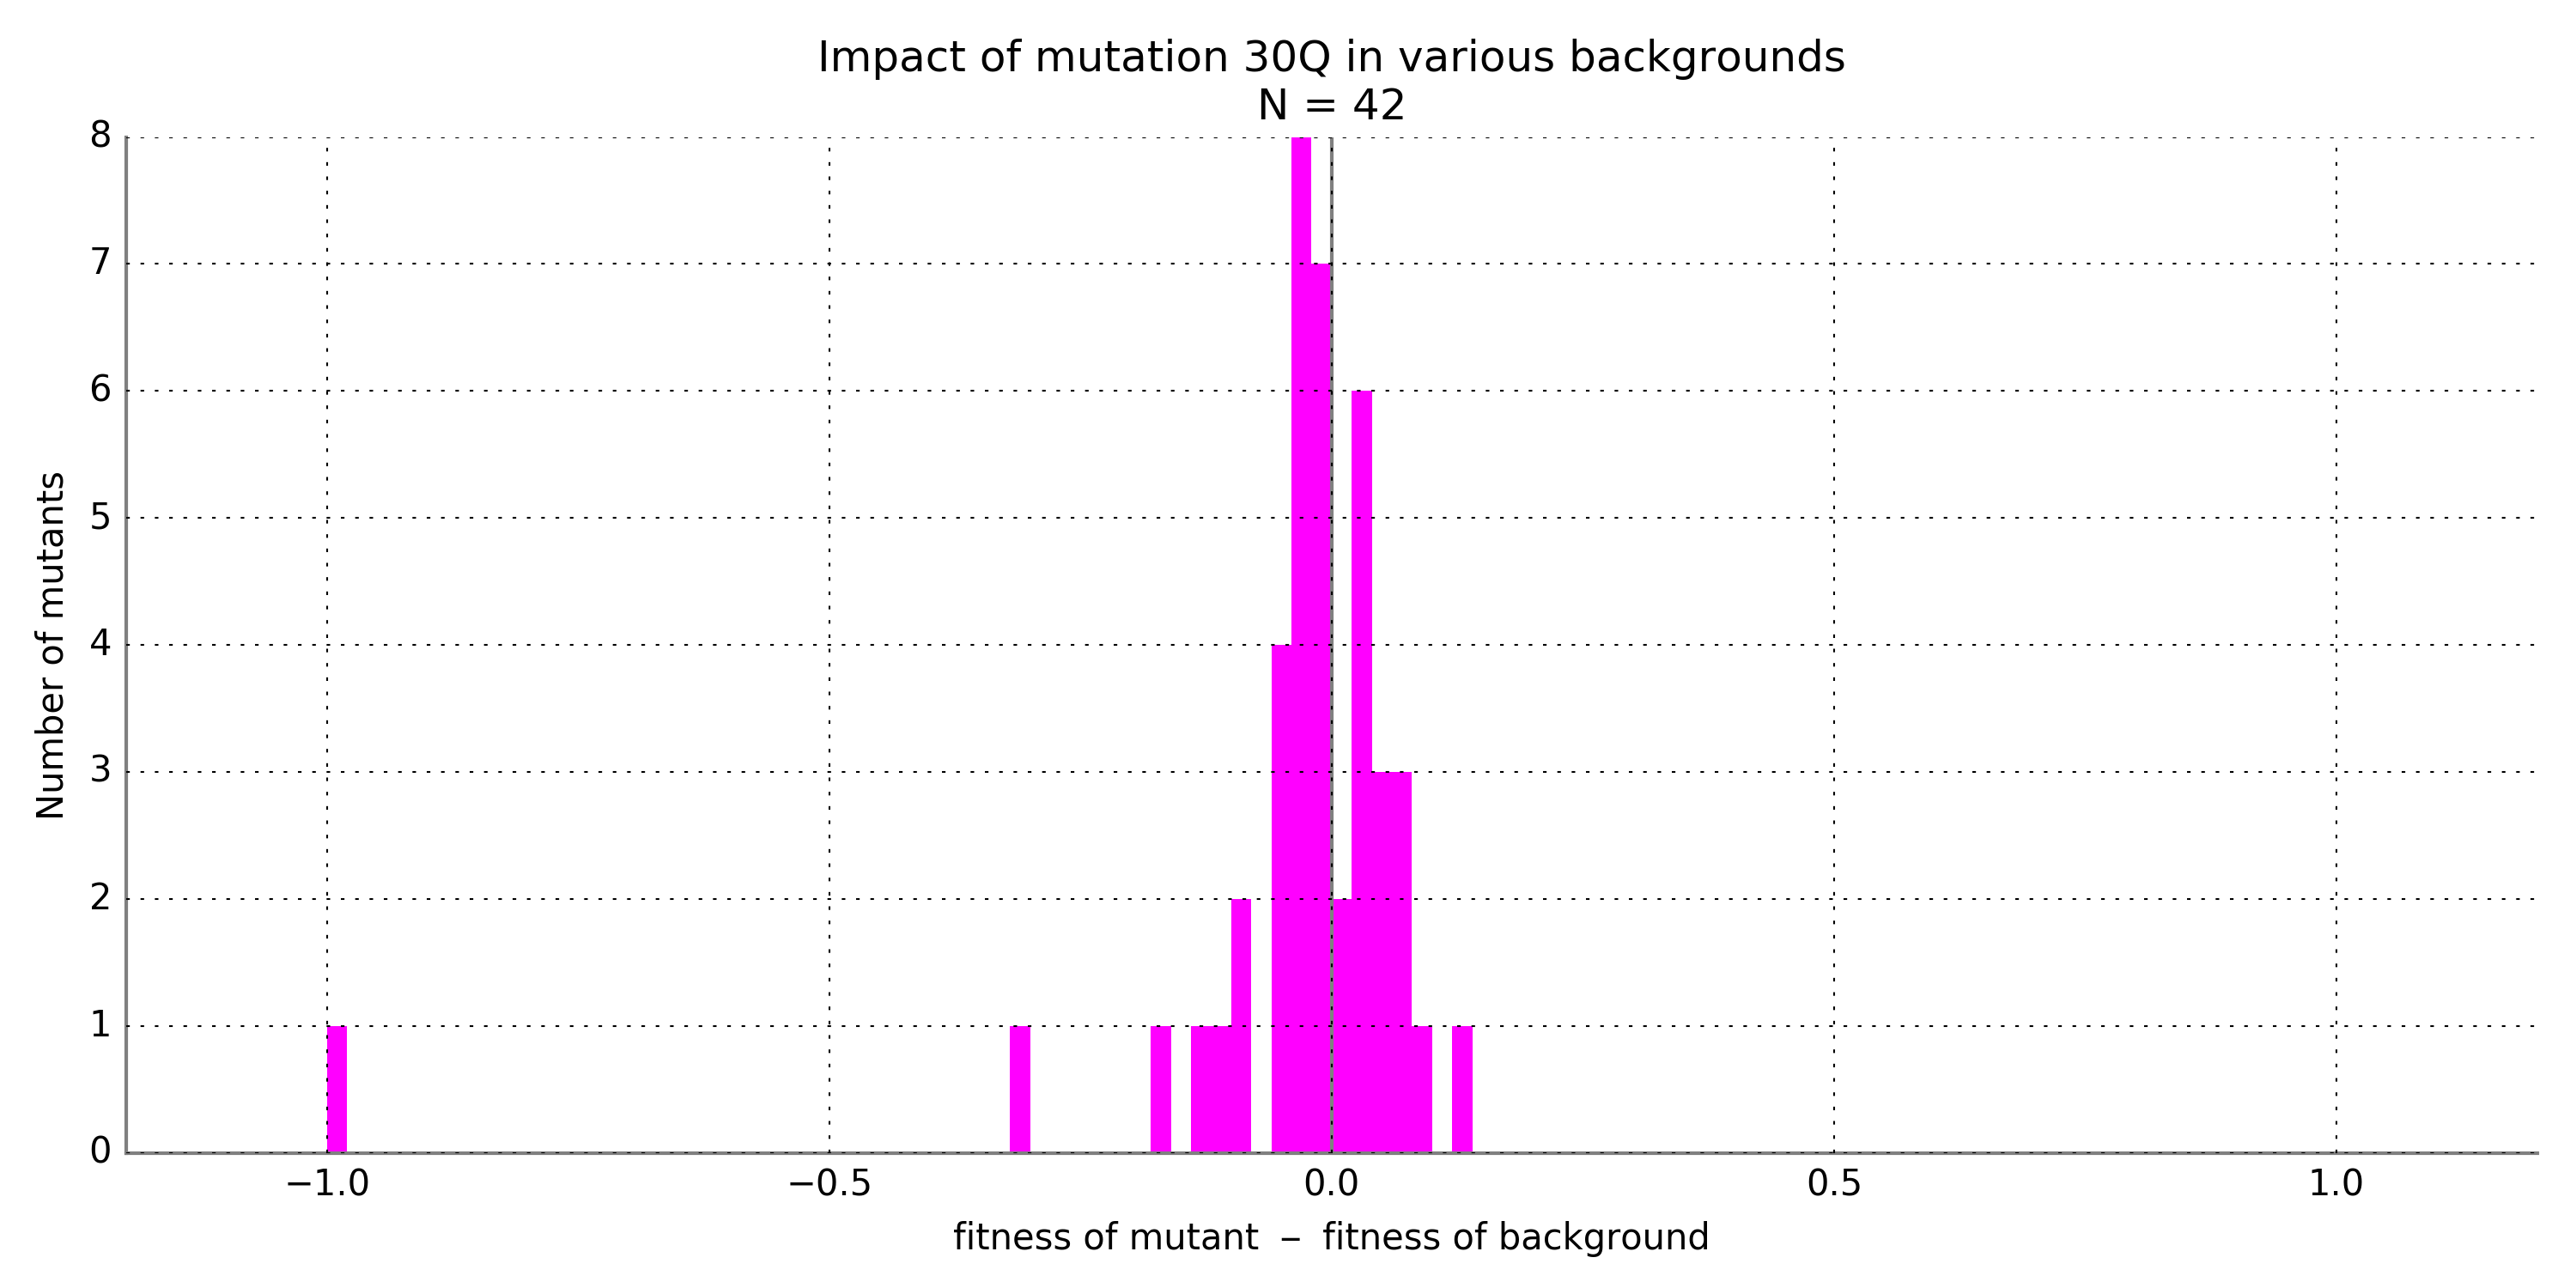 Impact of mutation 30Q in various backgrounds
N = 42
8
7
6
5
4
3
2
1
0
Number of mutants
−1.0 −0.5 0.0 0.5 1.0
fitness of mutant – fitness of background